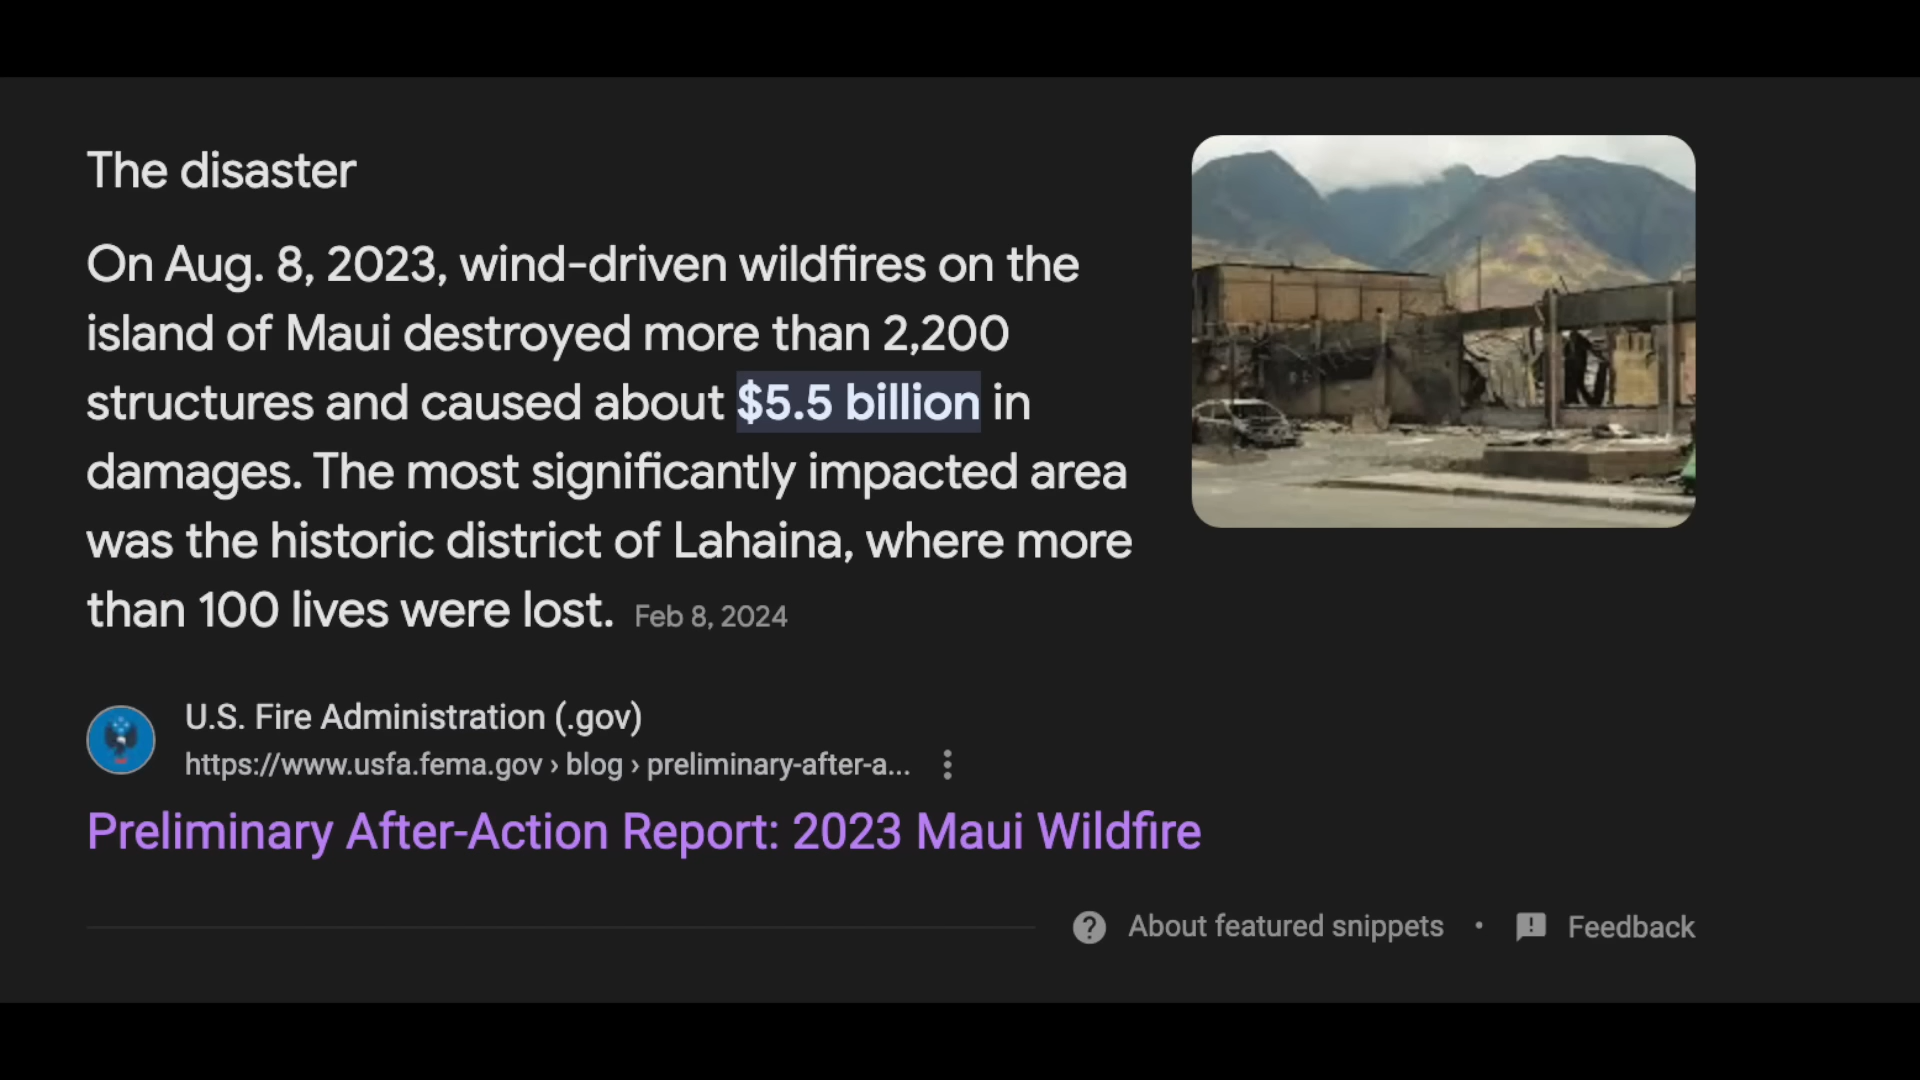 The disaster
On Aug. 8, 2023, wind-driven wildfires on the
island of Maui destroyed more than 2,200
structures and caused about $5.5 billion in
damages. The most significantly impacted area
was the historic district of Lahaina, where more
than 100 lives were lost. Feb 8, 2024
U.S. Fire Administration (.gov)
https://www.usfa.fema.gov › blog › preliminary-after-a...
Preliminary After-Action Report: 2023 Maui Wildfire
About featured snippets • Feedback